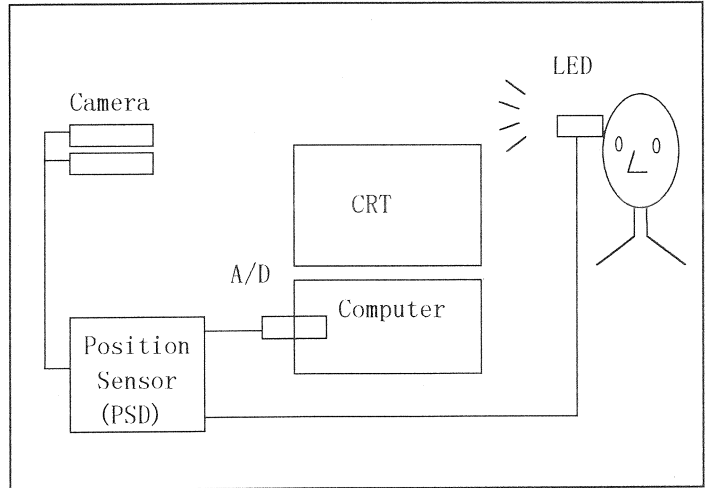 LED
Camera
CRT
A/D
Computer
Position
Sensor
(PSD)